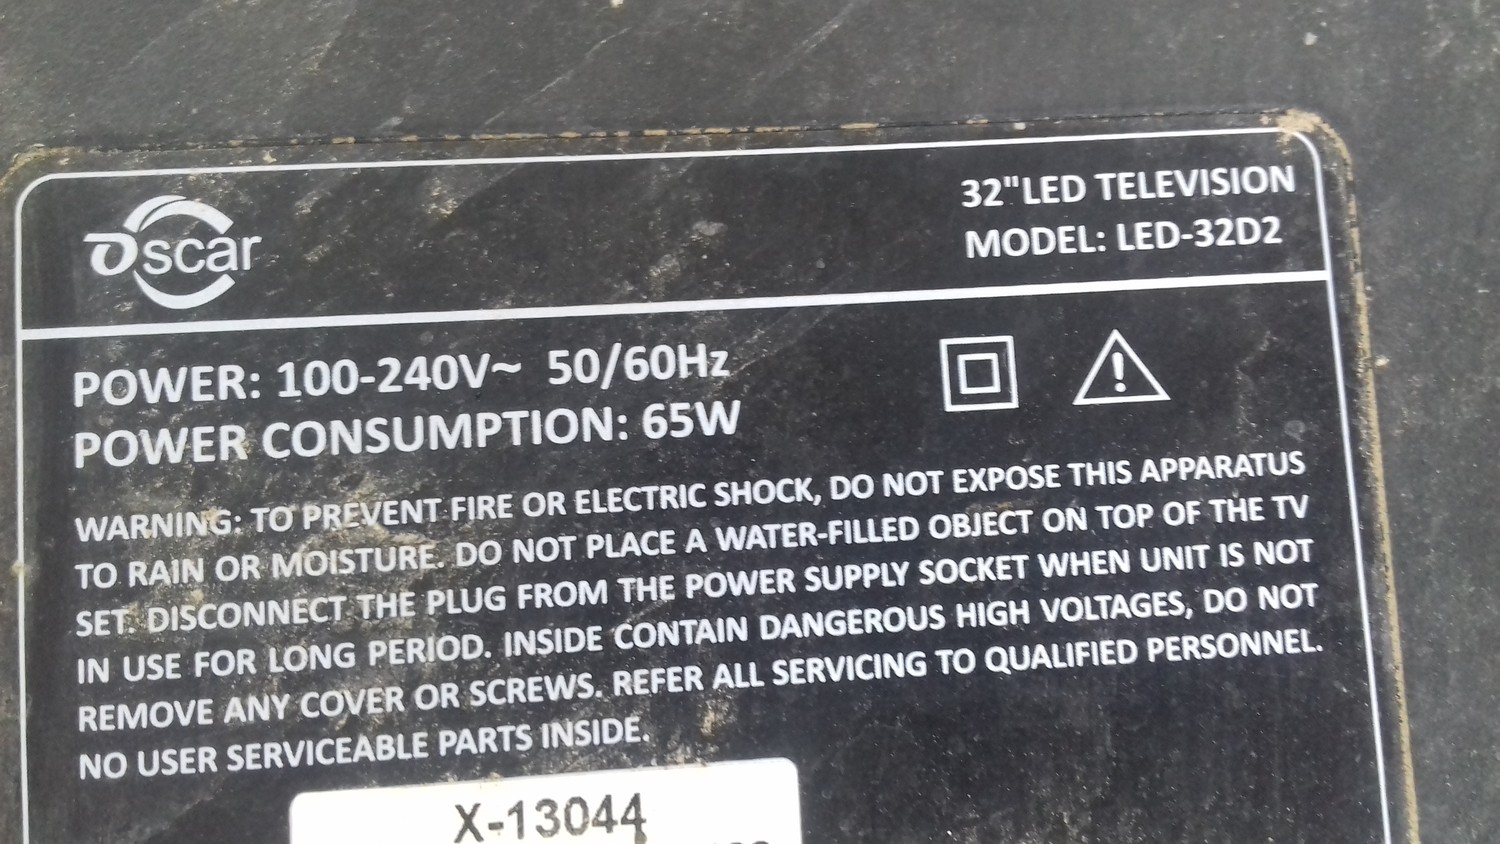 Oscar
32"LED TELEVISION
MODEL: LED-32D2
POWER: 100-240V~ 50/60Hz
POWER CONSUMPTION: 65W
WARNING: TO PREVENT FIRE OR ELECTRIC SHOCK, DO NOT EXPOSE THIS APPARATUS
TO RAIN OR MOISTURE. DO NOT PLACE A WATER-FILLED OBJECT ON TOP OF THE TV
SET. DISCONNECT THE PLUG FROM THE POWER SUPPLY SOCKET WHEN UNIT IS NOT
IN USE FOR LONG PERIOD. INSIDE CONTAIN DANGEROUS HIGH VOLTAGES, DO NOT
REMOVE ANY COVER OR SCREWS. REFER ALL SERVICING TO QUALIFIED PERSONNEL.
NO USER SERVICEABLE PARTS INSIDE.
X-13044